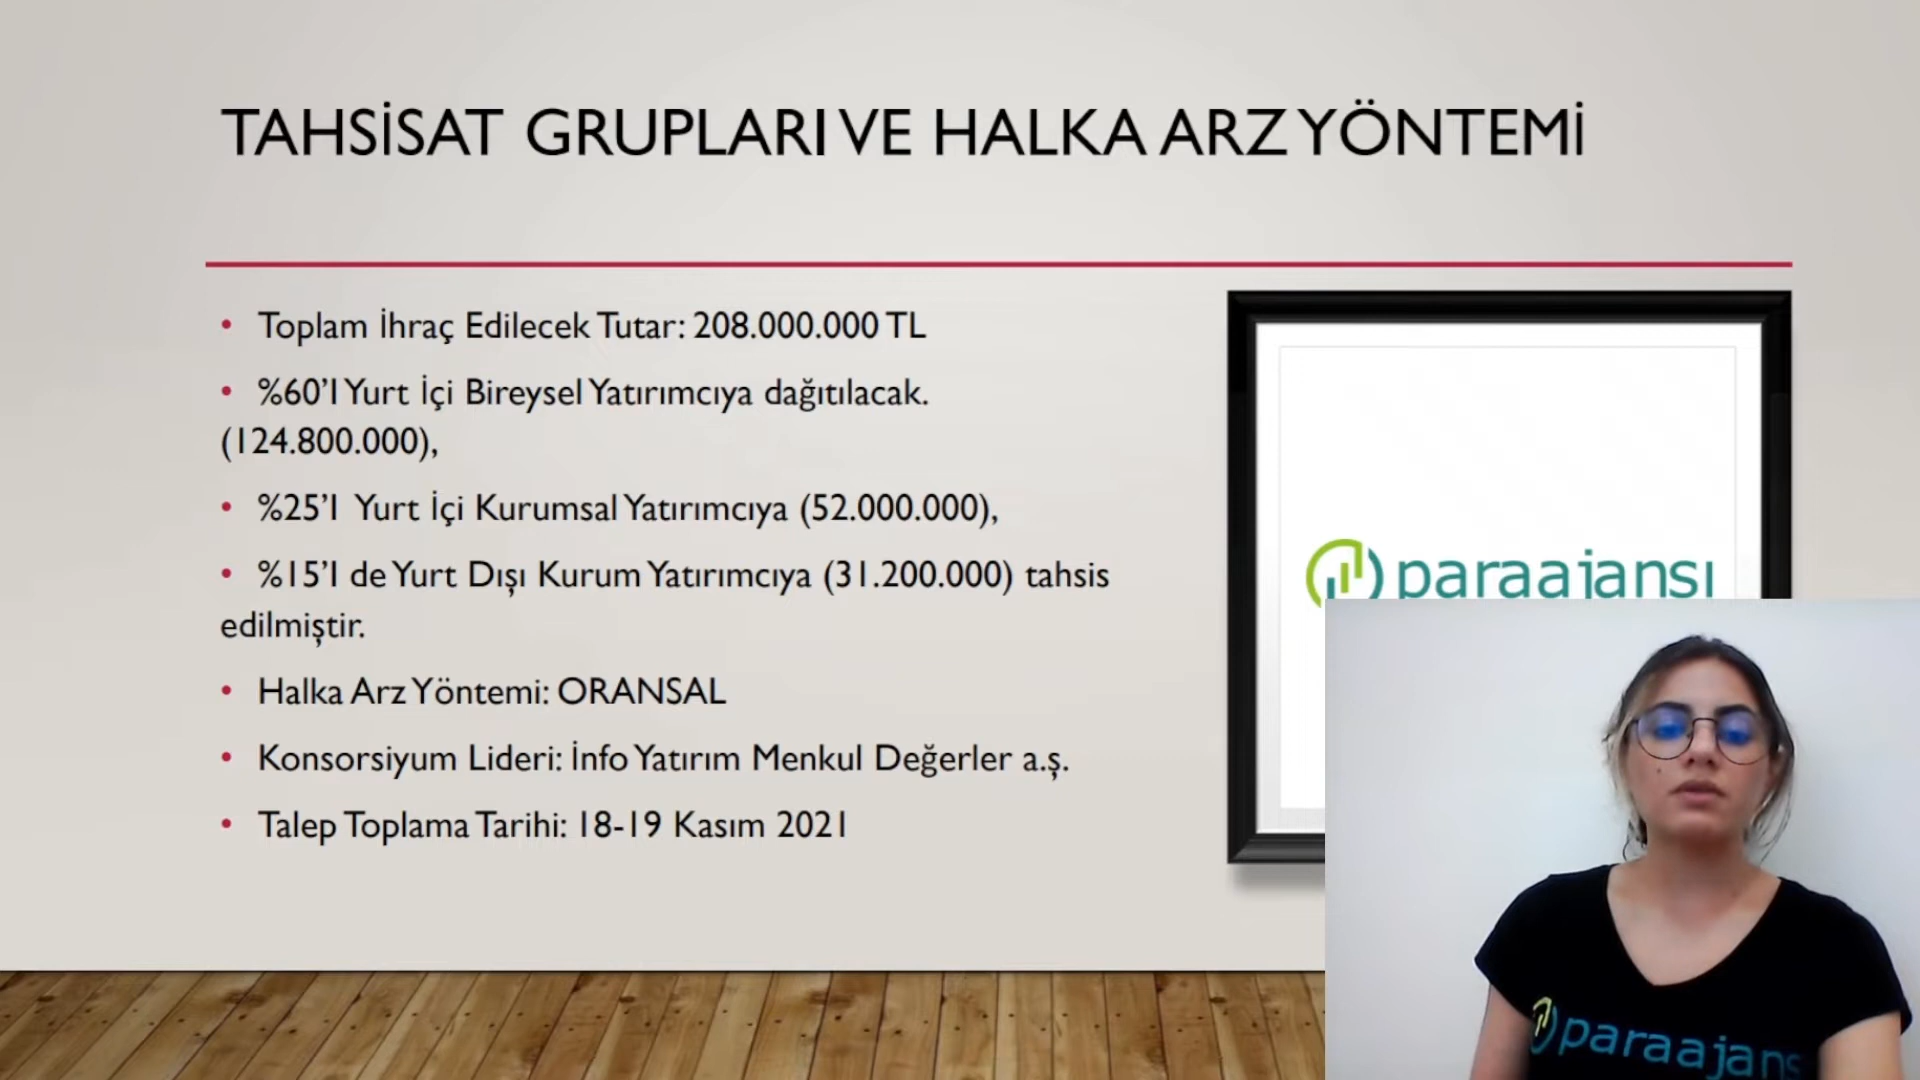 TAHSİSAT GRUPLARI VE HALKA ARZ YÖNTEMİ
• Toplam İhraç Edilecek Tutar: 208.000.000 TL
• %60’I Yurt İçi Bireysel Yatırımcıya dağıtılacak.
(124.800.000),
• %25’I Yurt İçi Kurumsal Yatırımcıya (52.000.000),
• %15’I de Yurt Dışı Kurum Yatırımcıya (31.200.000) tahsis
edilmiştir.
• Halka Arz Yöntemi: ORANSAL
• Konsorsiyum Lideri: İnfo Yatırım Menkul Değerler a.ş.
• Talep Toplama Tarihi: 18-19 Kasım 2021
paraajansı
paraajans